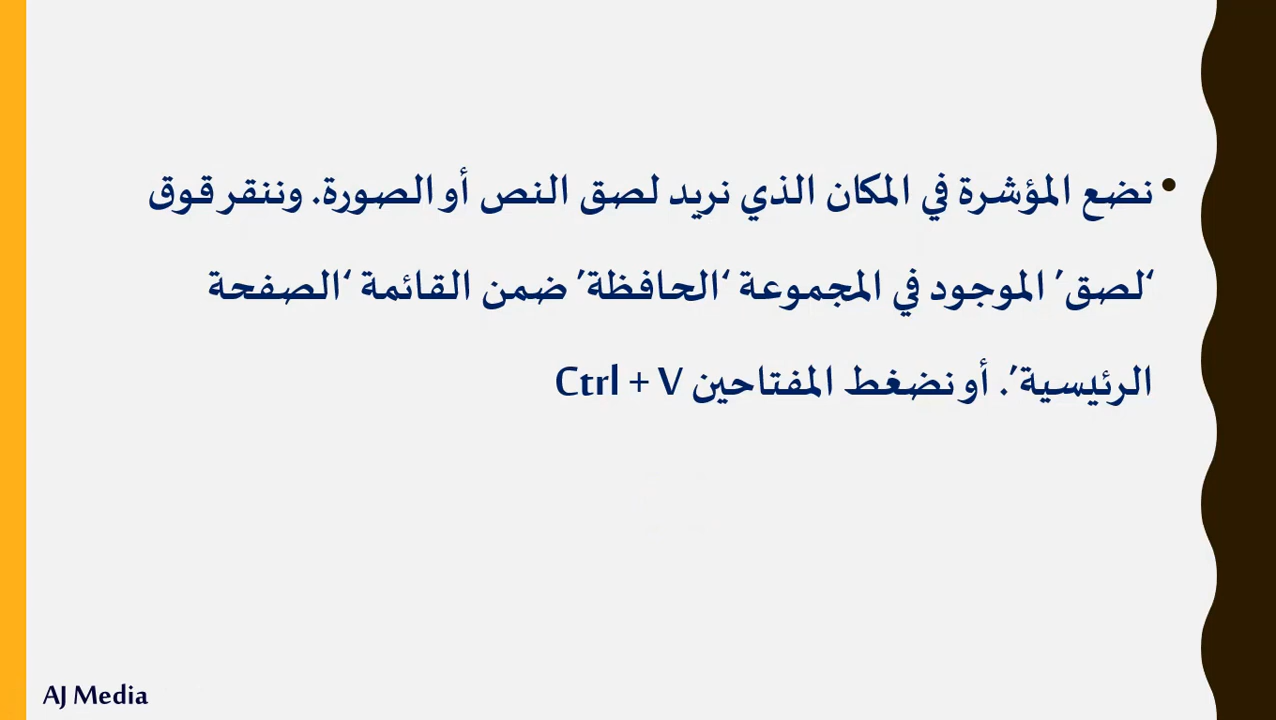 • نضع المؤشرة في المكان الذي نريد لصق النص أو الصورة. وننقر قوق
‘لصق’ الموجود في المجموعة ‘الحافظة’ ضمن القائمة ‘الصفحة
الرئيسية’. أو نضغط المفتاحين Ctrl + V
AJ Media